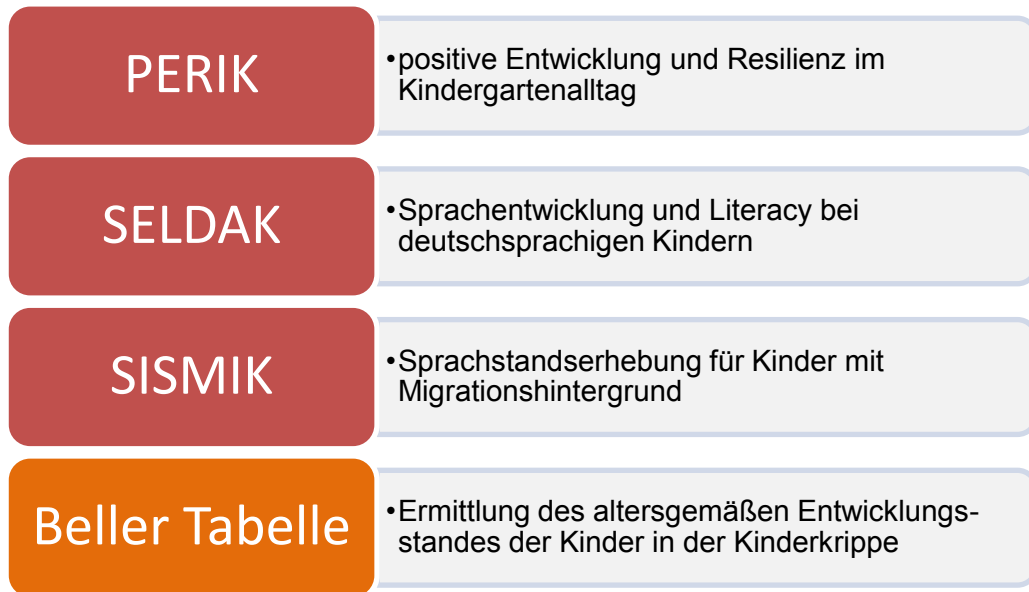 PERIK
•positive Entwicklung und Resilienz im
Kindergartenalltag
SELDAK
•Sprachentwicklung und Literacy bei
deutschsprachigen Kindern
SISMIK
•Sprachstandserhebung für Kinder mit
Migrationshintergrund
Beller Tabelle
•Ermittlung des altersgemäßen Entwicklungs-
standes der Kinder in der Kinderkrippe